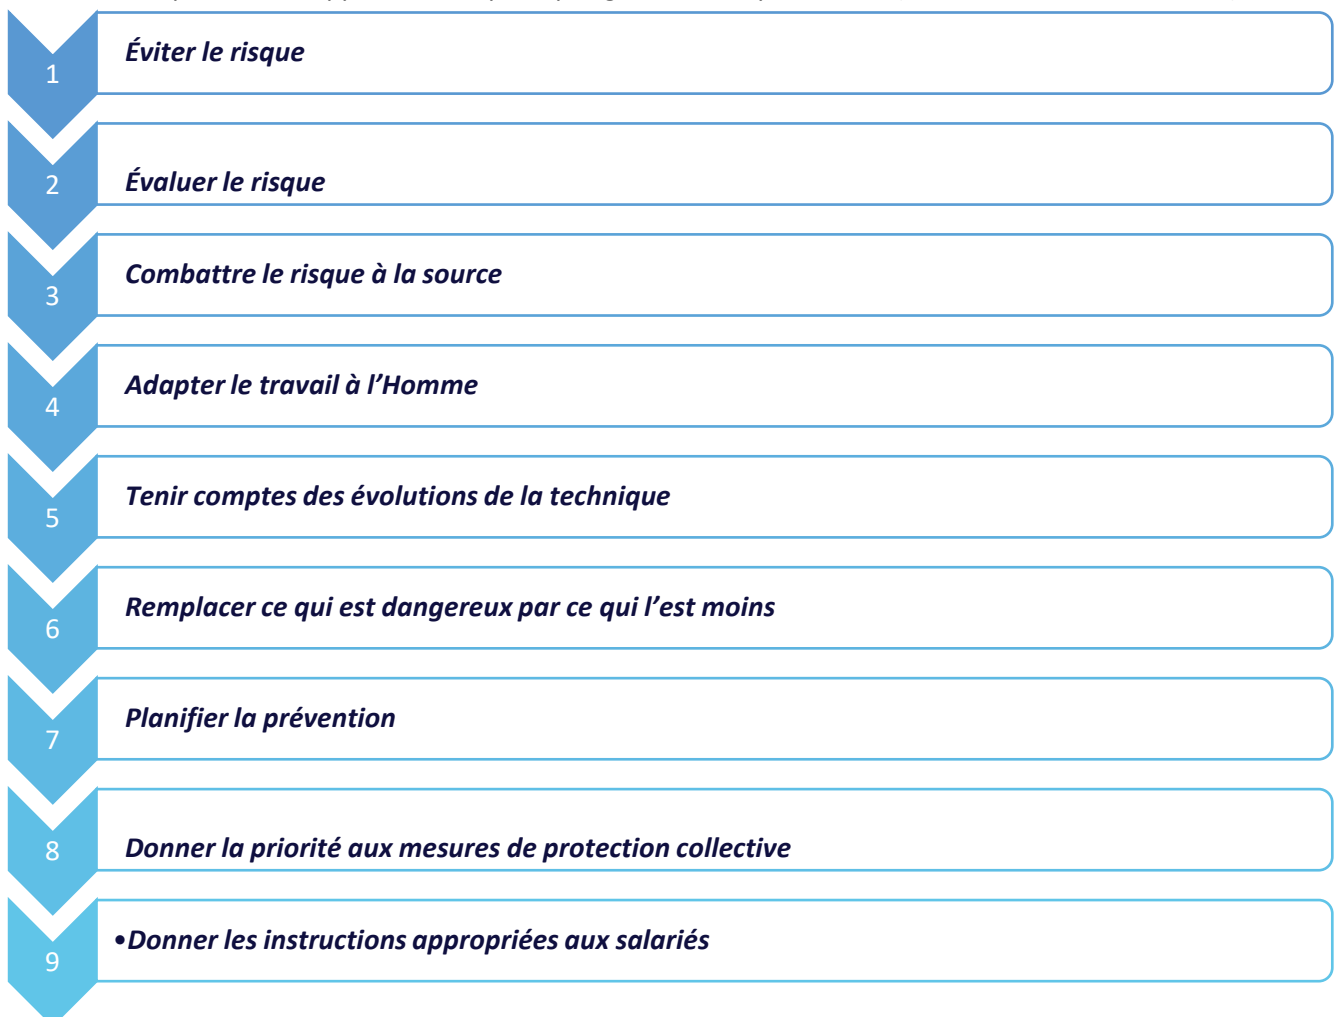 1
Éviter le risque
2
Évaluer le risque
3
Combattre le risque à la source
4
Adapter le travail à l’Homme
5
Tenir comptes des évolutions de la technique
6
Remplacer ce qui est dangereux par ce qui l’est moins
7
Planifier la prévention
8
Donner la priorité aux mesures de protection collective
9
•Donner les instructions appropriées aux salariés